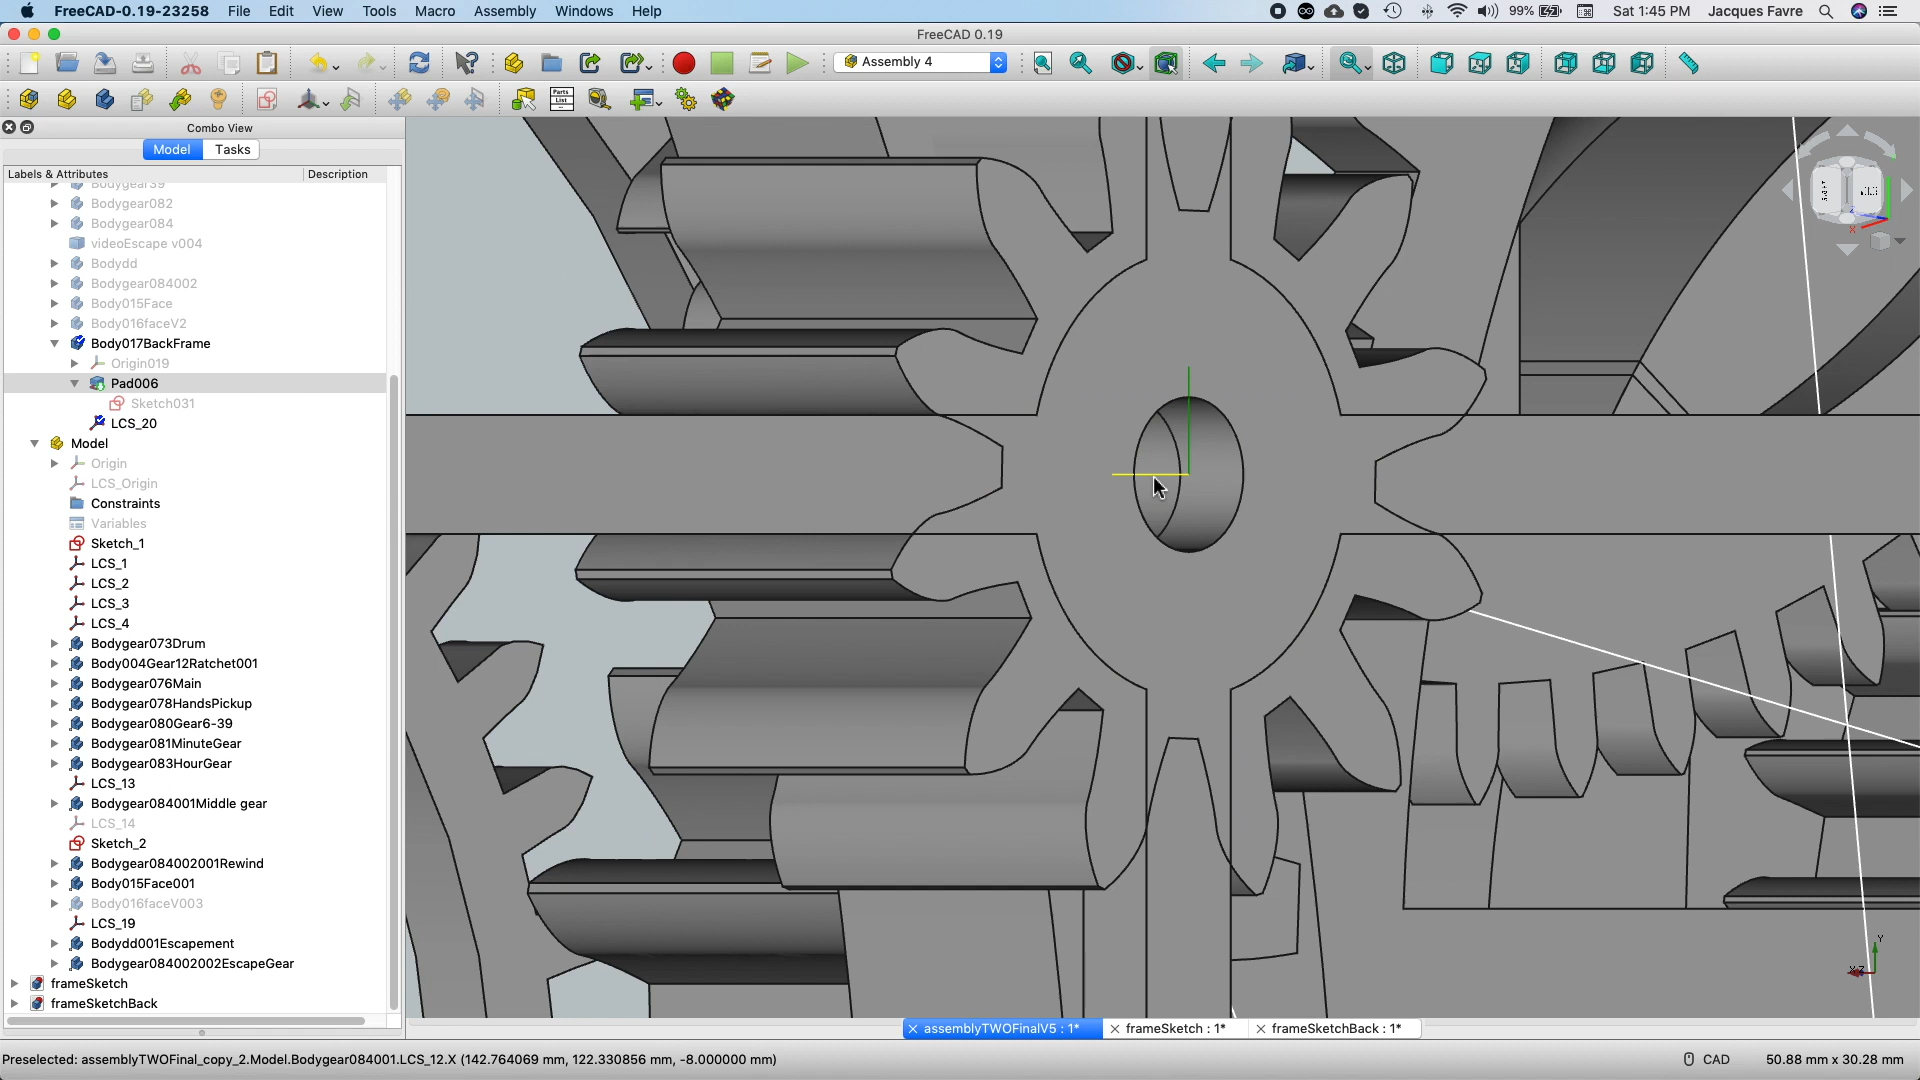 FreeCAD-0.19-23258 File Edit View Tools Macro Assembly Windows Help 99% Sat 1:45 PM Jacques Favre
FreeCAD 0.19
Assembly 4
Parts List
Combo View
Model Tasks
Labels & Attributes Description
Bodygear39
Bodygear082
Bodygear084
videoEscape v004
Bodydd
Bodygear084002
Body015Face
Body016faceV2
Body017BackFrame
Origin019
Pad006
Sketch031
LCS_20
Model
Origin
LCS_Origin
Constraints
Variables
Sketch_1
LCS_1
LCS_2
LCS_3
LCS_4
Bodygear073Drum
Body004Gear12Ratchet001
Bodygear076Main
Bodygear078HandsPickup
Bodygear080Gear6-39
Bodygear081MinuteGear
Bodygear083HourGear
LCS_13
Bodygear084001Middle gear
LCS_14
Sketch_2
Bodygear084002001Rewind
Body015Face001
Body016faceV003
LCS_19
Bodydd001Escapement
Bodygear084002002EscapeGear
frameSketch
frameSketchBack
X
Y
assemblyTWOFinalV5 : 1* frameSketch : 1* frameSketchBack : 1*
Preselected: assemblyTWOFinal_copy_2.Model.Bodygear084001.LCS_12.X (142.764069 mm, 122.330856 mm, -8.000000 mm) CAD 50.88 mm x 30.28 mm